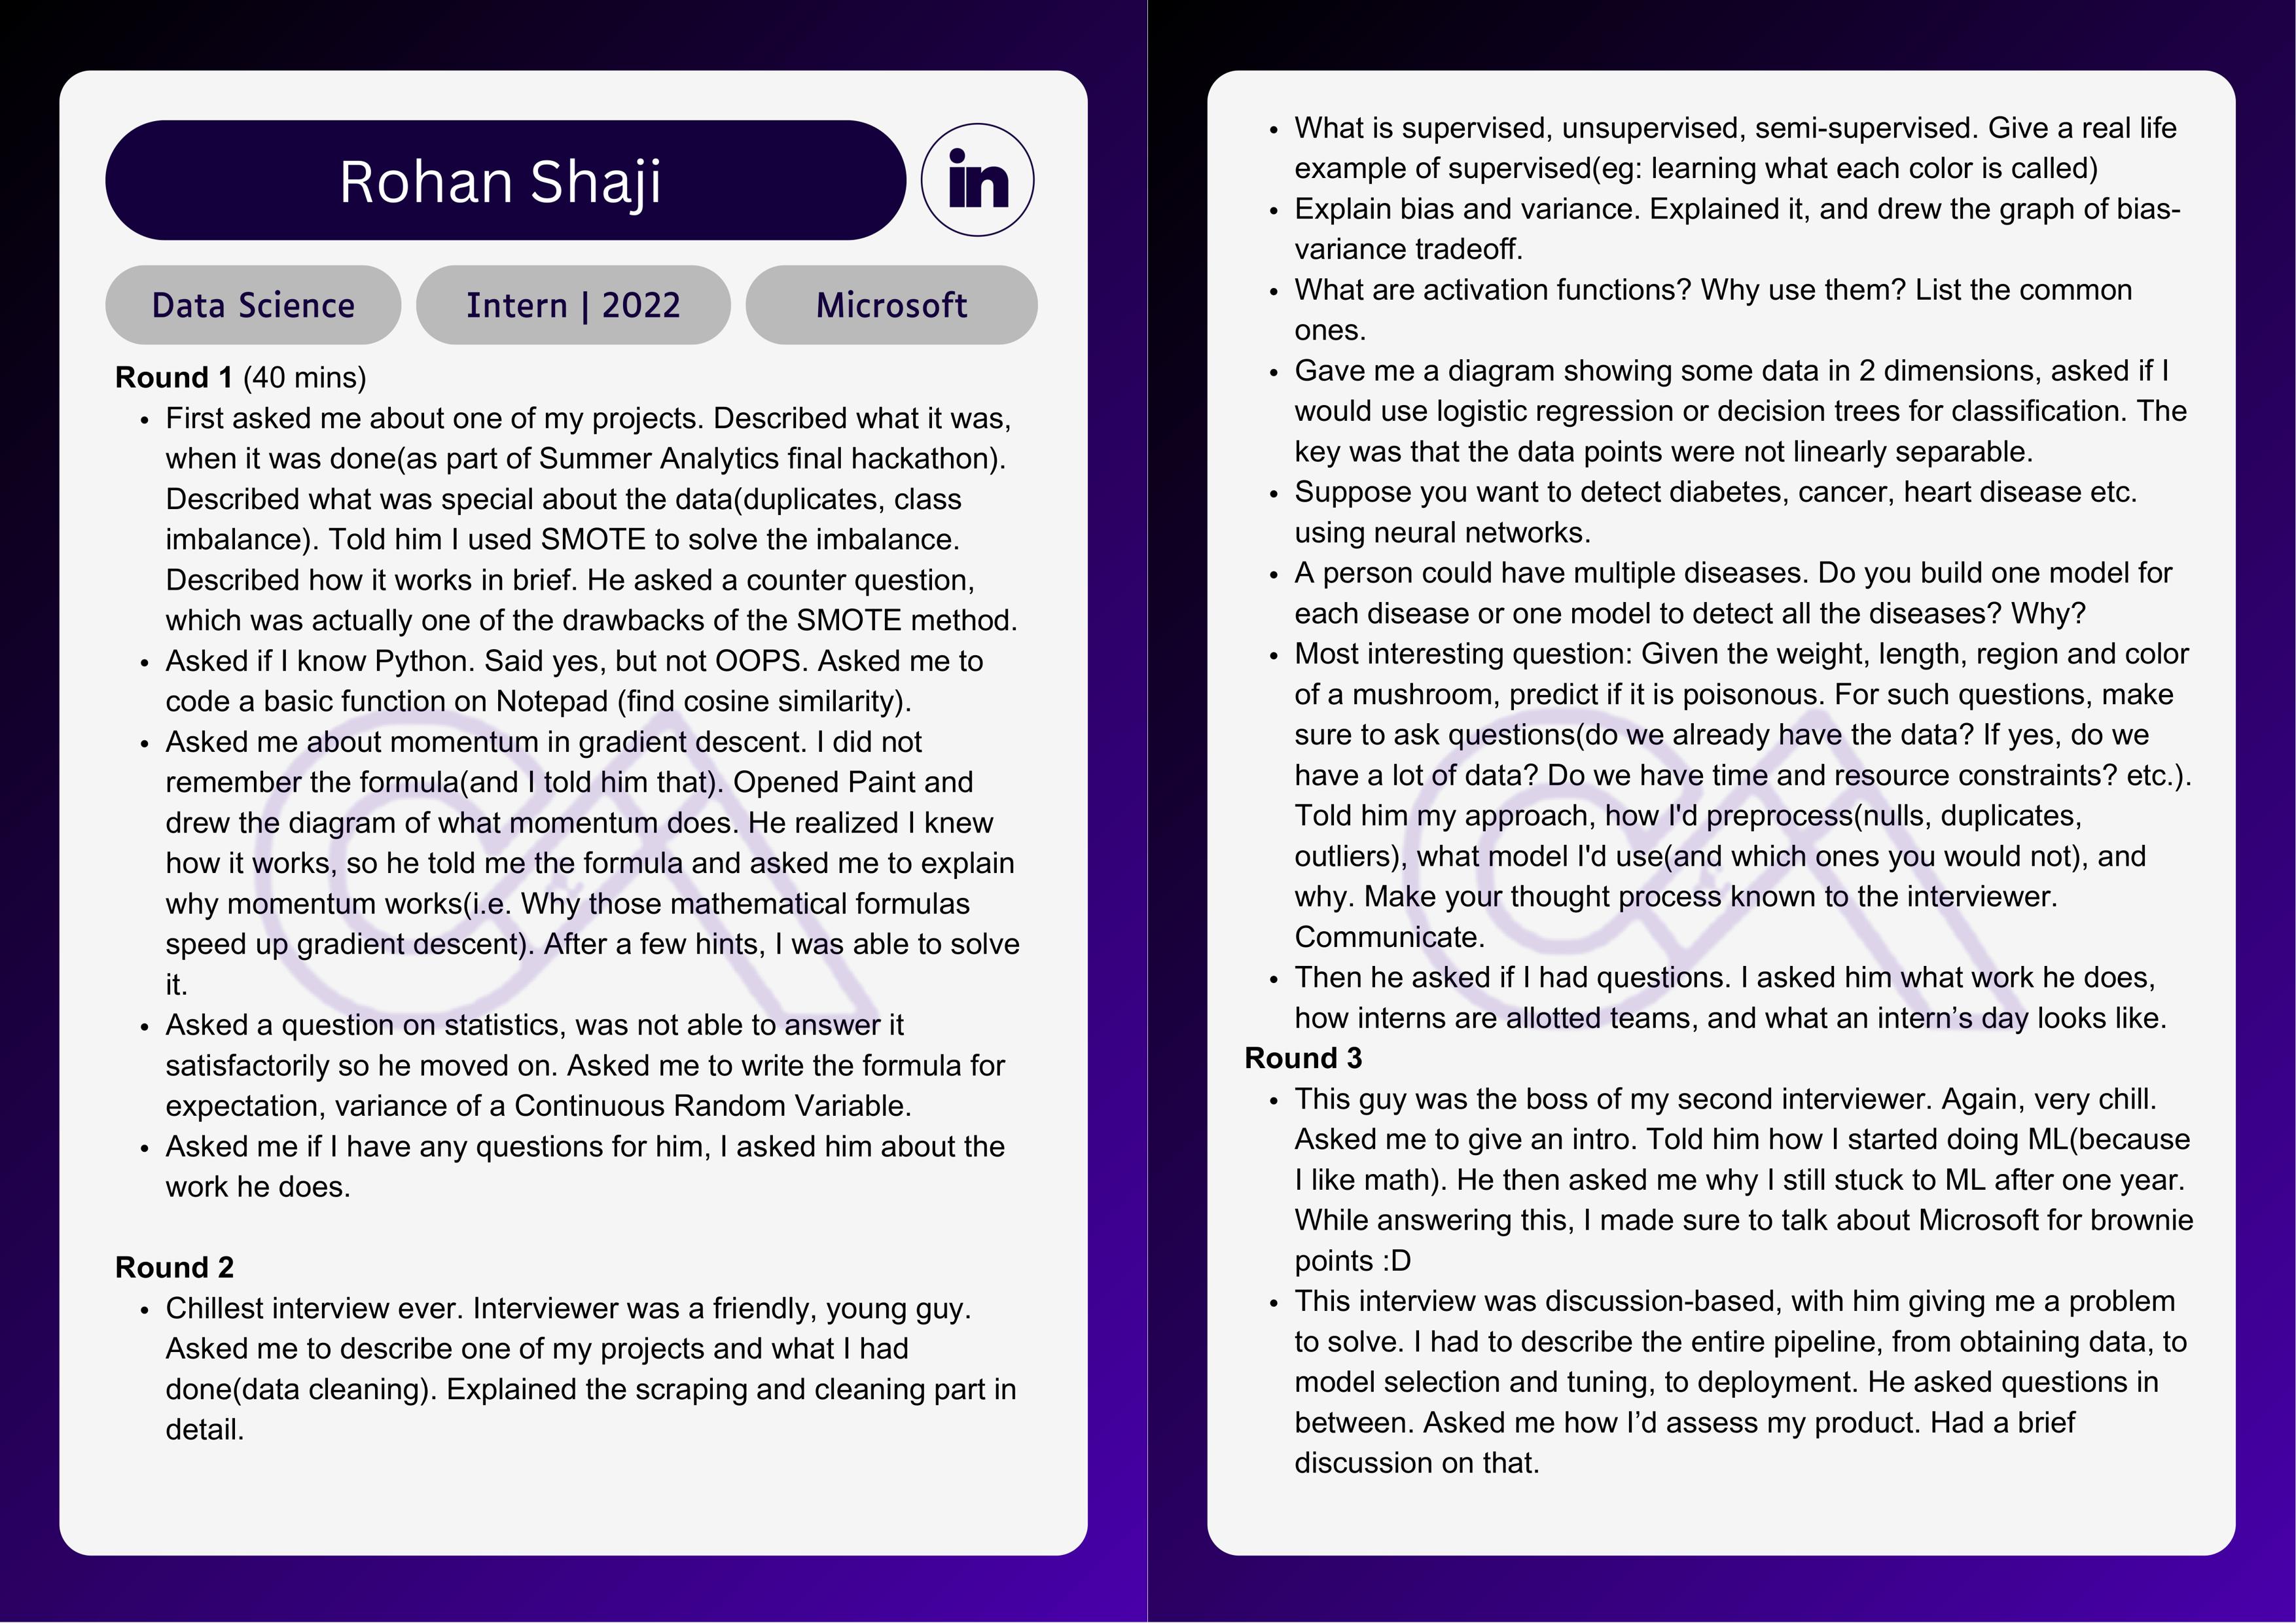 Rohan Shaji
in
Data Science
Intern | 2022
Microsoft
Round 1 (40 mins)
• First asked me about one of my projects. Described what it was,
when it was done(as part of Summer Analytics final hackathon).
Described what was special about the data(duplicates, class
imbalance). Told him I used SMOTE to solve the imbalance.
Described how it works in brief. He asked a counter question,
which was actually one of the drawbacks of the SMOTE method.
• Asked if I know Python. Said yes, but not OOPS. Asked me to
code a basic function on Notepad (find cosine similarity).
• Asked me about momentum in gradient descent. I did not
remember the formula(and I told him that). Opened Paint and
drew the diagram of what momentum does. He realized I knew
how it works, so he told me the formula and asked me to explain
why momentum works(i.e. Why those mathematical formulas
speed up gradient descent). After a few hints, I was able to solve
it.
• Asked a question on statistics, was not able to answer it
satisfactorily so he moved on. Asked me to write the formula for
expectation, variance of a Continuous Random Variable.
• Asked me if I have any questions for him, I asked him about the
work he does.
Round 2
• Chillest interview ever. Interviewer was a friendly, young guy.
Asked me to describe one of my projects and what I had
done(data cleaning). Explained the scraping and cleaning part in
detail.
• What is supervised, unsupervised, semi-supervised. Give a real life
example of supervised(eg: learning what each color is called)
• Explain bias and variance. Explained it, and drew the graph of bias-
variance tradeoff.
• What are activation functions? Why use them? List the common
ones.
• Gave me a diagram showing some data in 2 dimensions, asked if I
would use logistic regression or decision trees for classification. The
key was that the data points were not linearly separable.
• Suppose you want to detect diabetes, cancer, heart disease etc.
using neural networks.
• A person could have multiple diseases. Do you build one model for
each disease or one model to detect all the diseases? Why?
• Most interesting question: Given the weight, length, region and color
of a mushroom, predict if it is poisonous. For such questions, make
sure to ask questions(do we already have the data? If yes, do we
have a lot of data? Do we have time and resource constraints? etc.).
Told him my approach, how I'd preprocess(nulls, duplicates,
outliers), what model I'd use(and which ones you would not), and
why. Make your thought process known to the interviewer.
Communicate.
• Then he asked if I had questions. I asked him what work he does,
how interns are allotted teams, and what an intern’s day looks like.
Round 3
• This guy was the boss of my second interviewer. Again, very chill.
Asked me to give an intro. Told him how I started doing ML(because
I like math). He then asked me why I still stuck to ML after one year.
While answering this, I made sure to talk about Microsoft for brownie
points :D
• This interview was discussion-based, with him giving me a problem
to solve. I had to describe the entire pipeline, from obtaining data, to
model selection and tuning, to deployment. He asked questions in
between. Asked me how I’d assess my product. Had a brief
discussion on that.